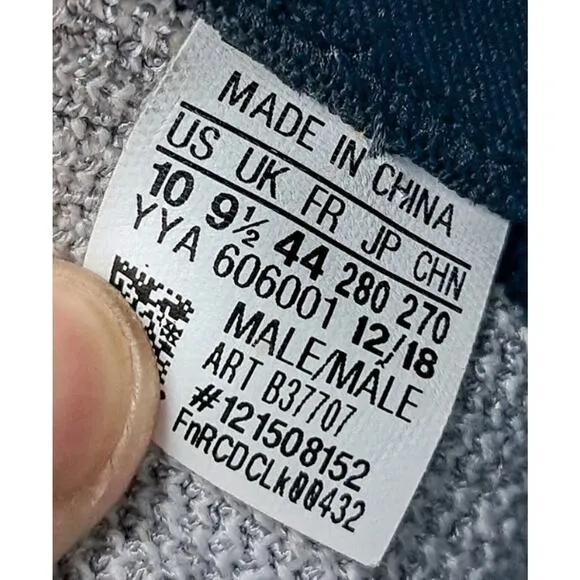 MADE IN CHINA
US UK FR JP CHN
10 9½ 44 280 270
YYA 606001 12/18
MALE/MÂLE
ART B37707
#121508152
FnRCDCLk00432